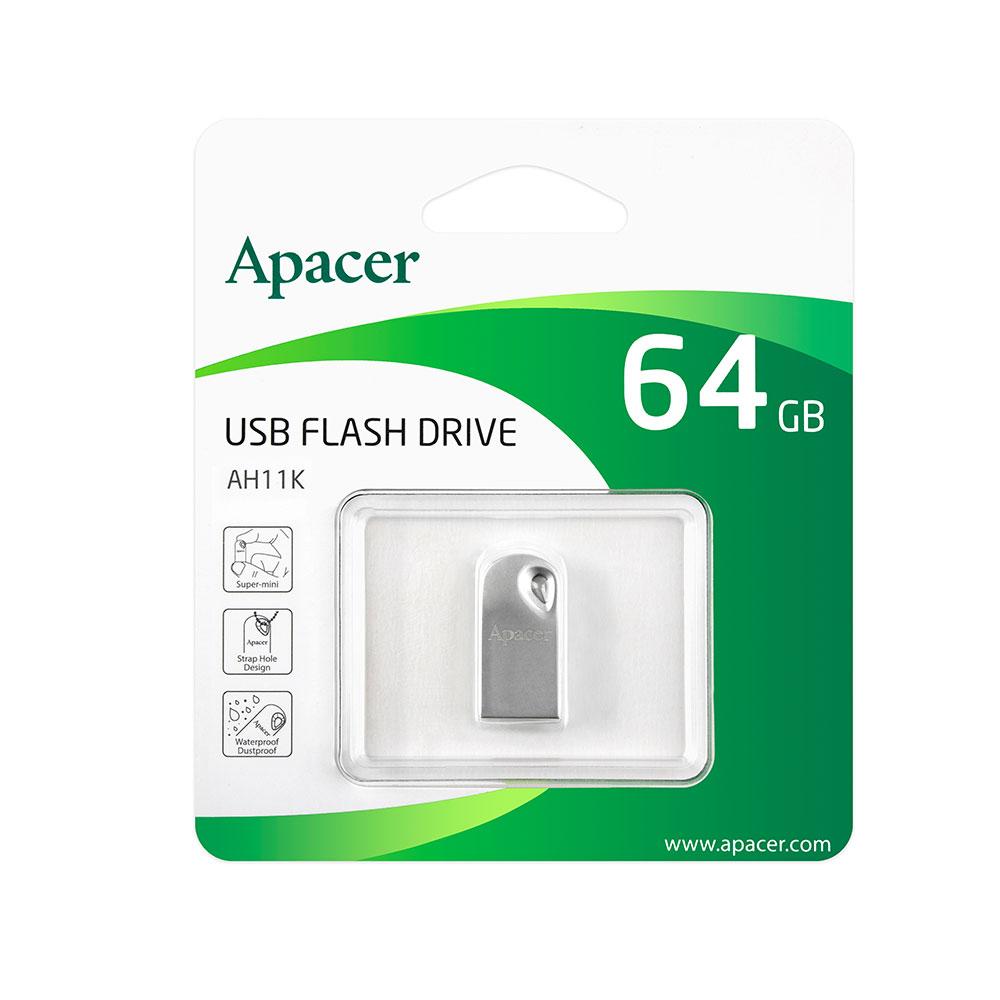 Apacer
64 GB
USB FLASH DRIVE
AH11K
Apacer
Super-mini
Apacer
Strap Hole
Design
Apacer
Waterproof
Dustproof
Apacer
www.apacer.com